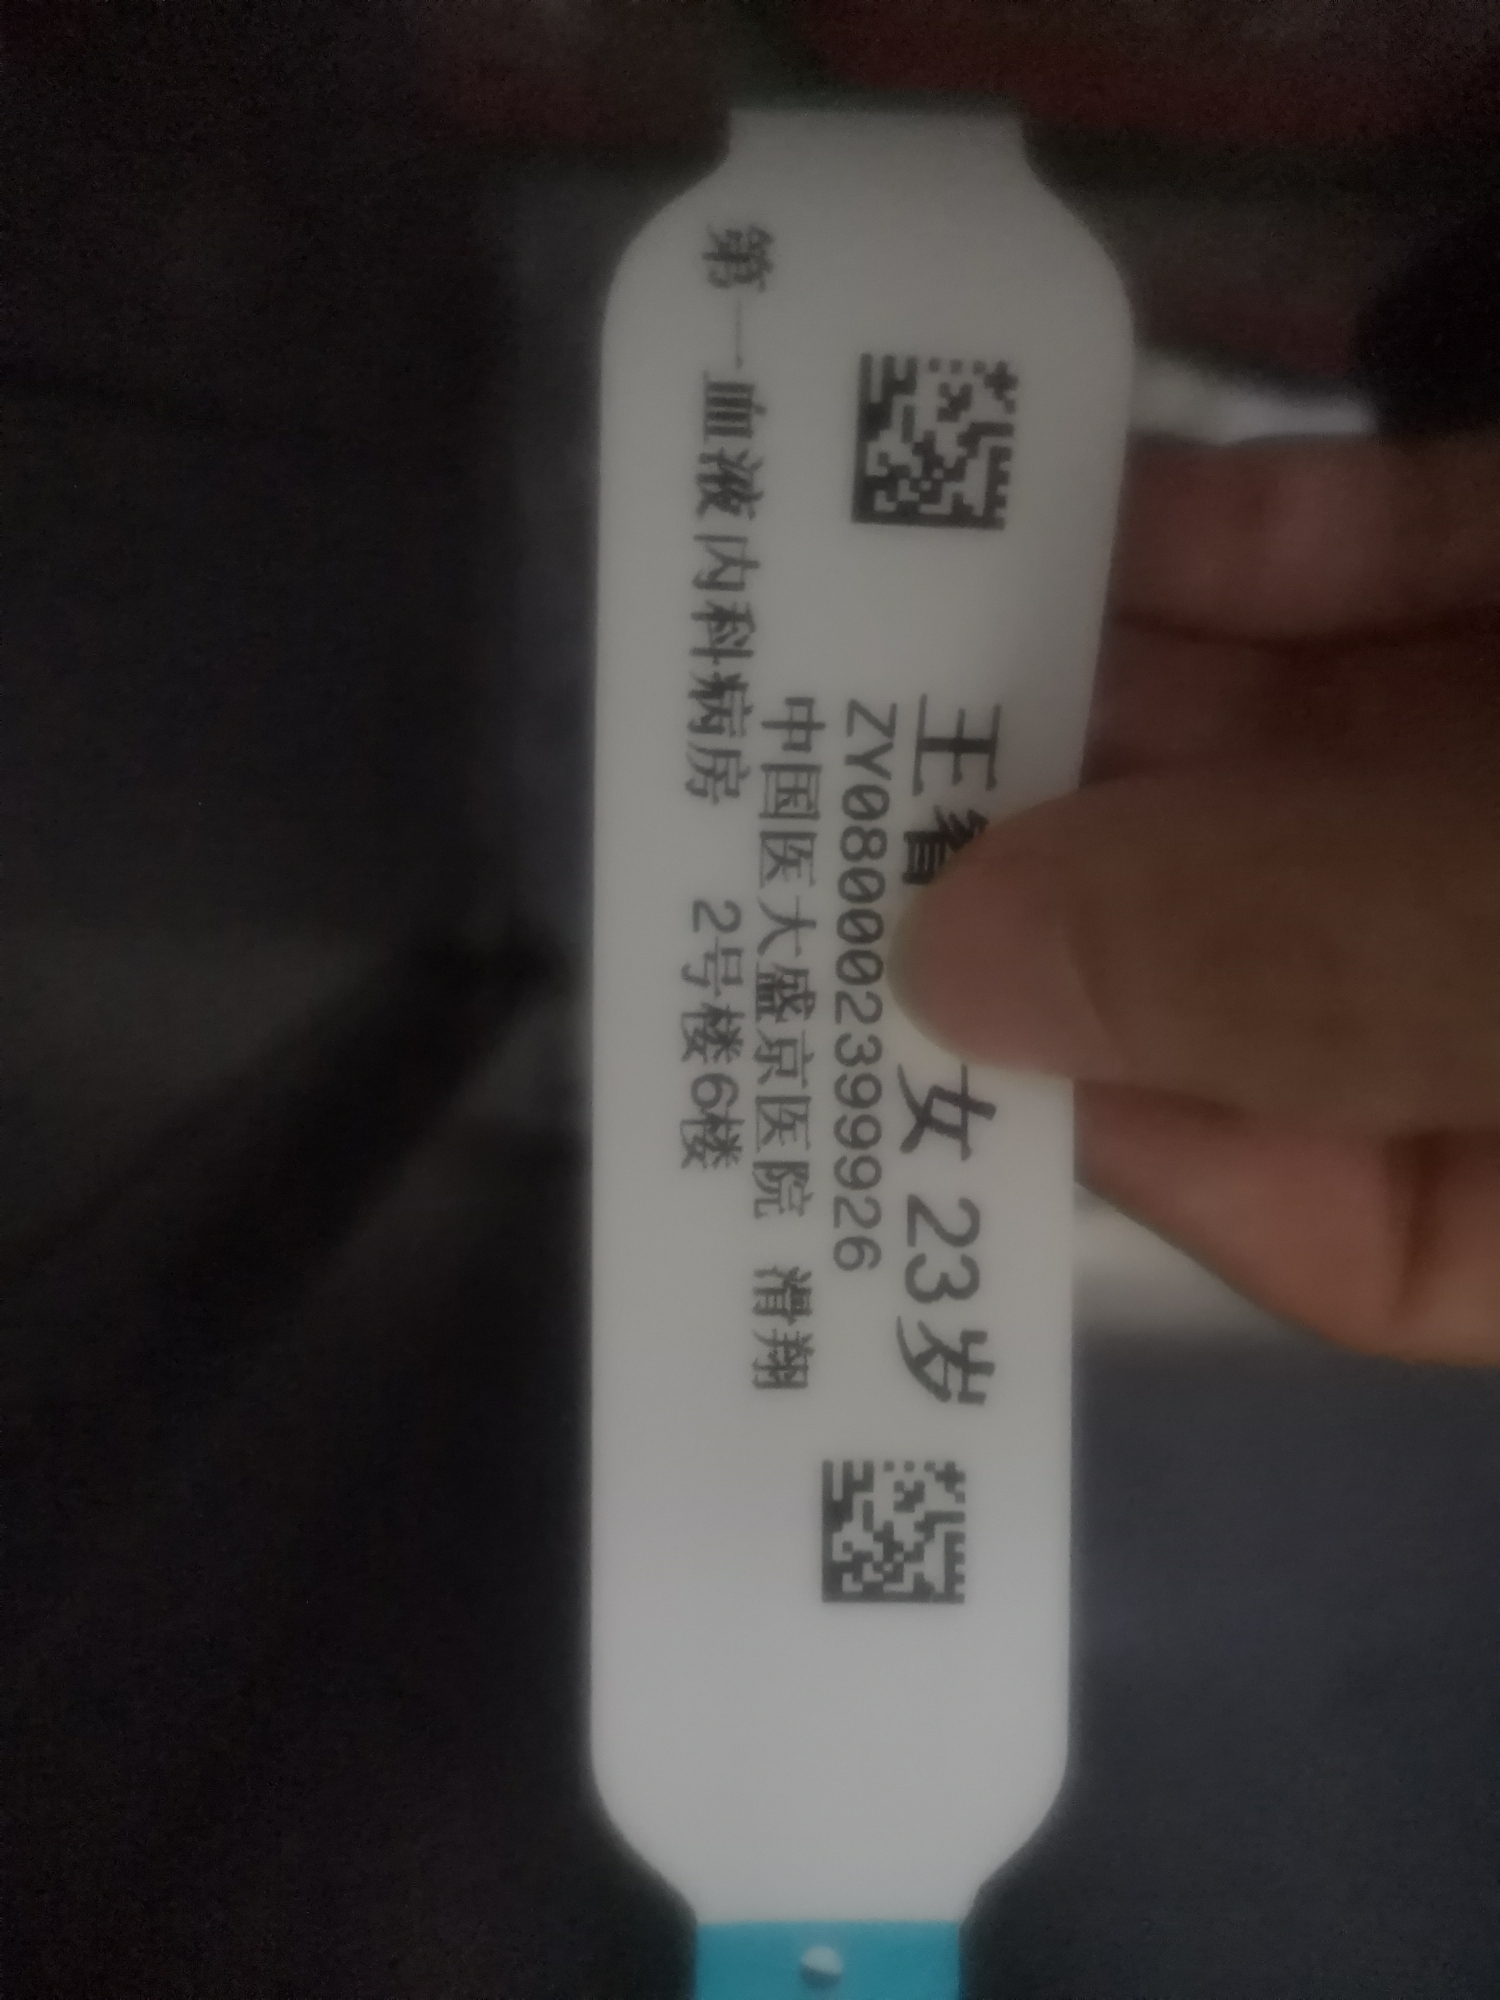 王 女 23岁
ZY080002399926
中国医大盛京医院 滑翔
第一血液内科病房 2号楼6楼